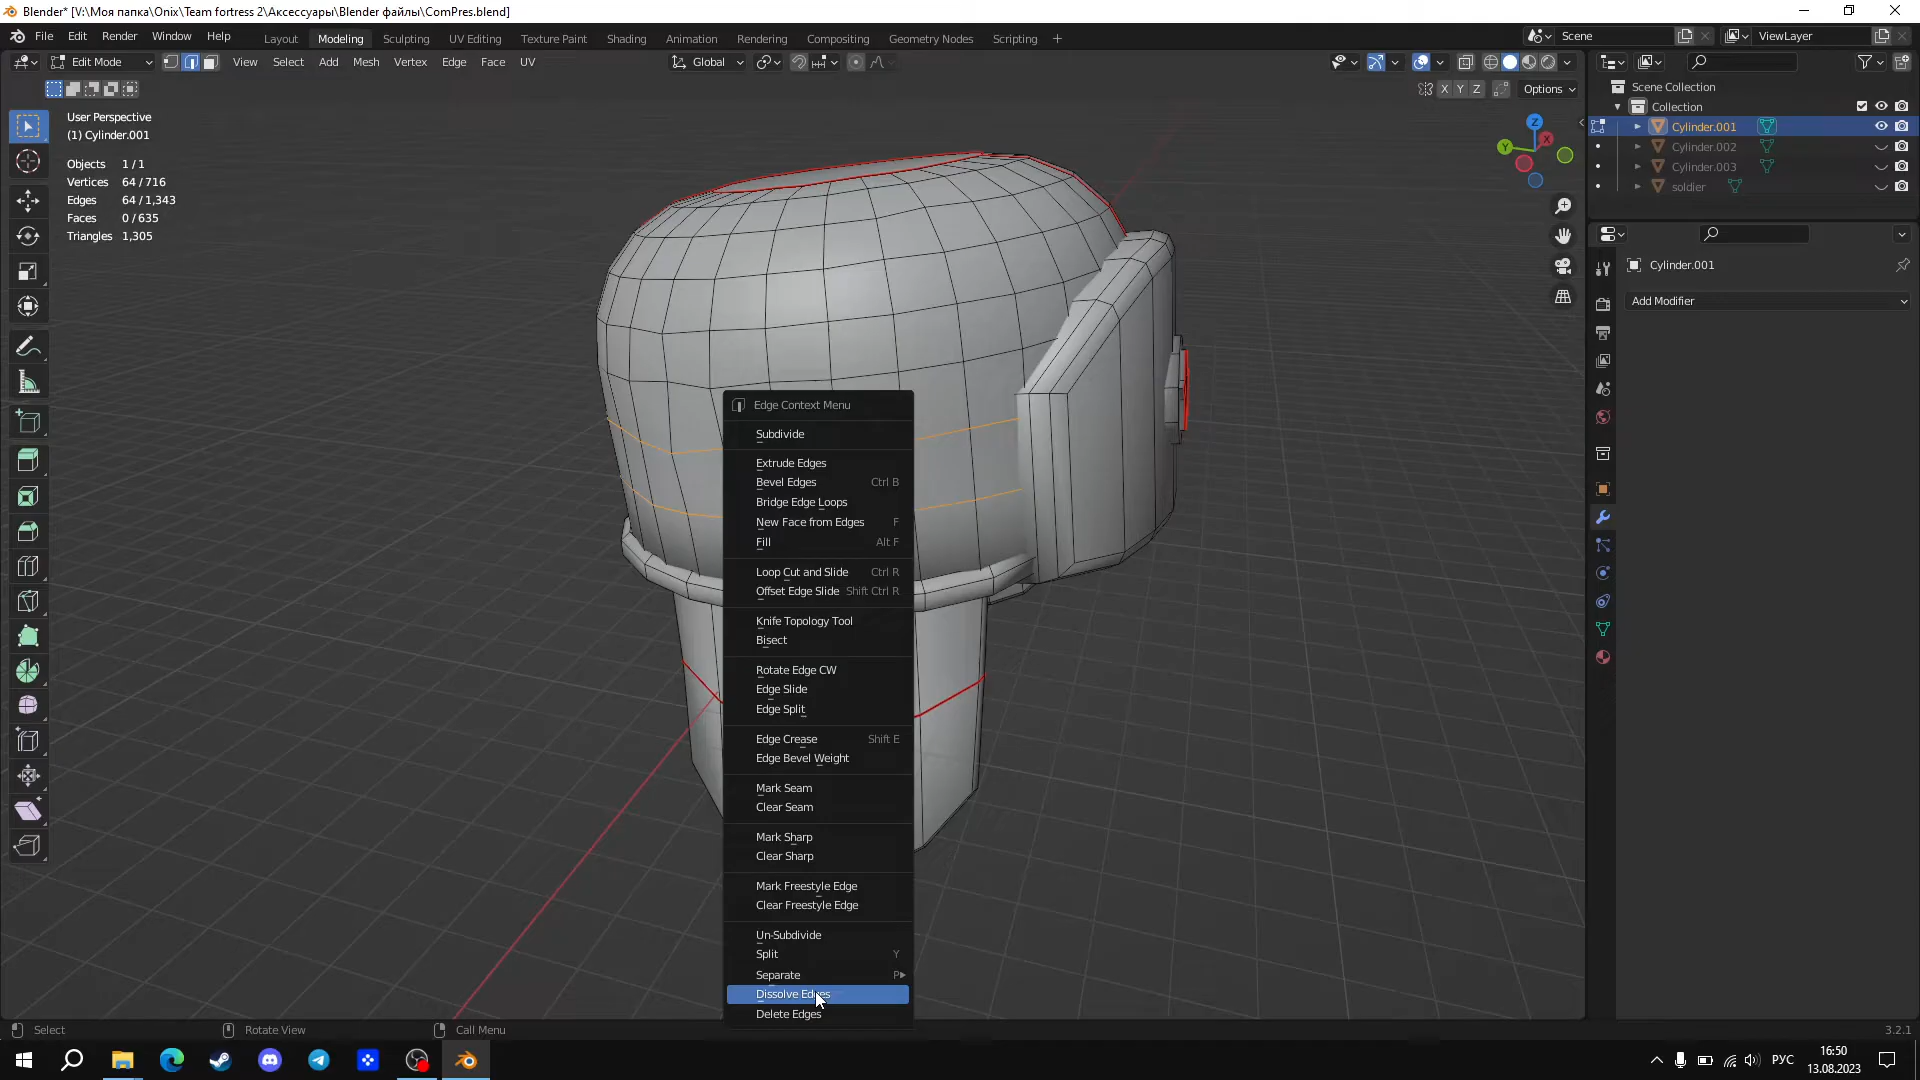 Blender* [V:\Моя папка\Onix\Team fortress 2\Аксессуары\Blender файлы\ComPres.blend]
File Edit Render Window Help Layout Modeling Sculpting UV Editing Texture Paint Shading Animation Rendering Compositing Geometry Nodes Scripting + Scene ViewLayer
Edit Mode View Select Add Mesh Vertex Edge Face UV Global
X Y Z Options
User Perspective
(1) Cylinder.001
Objects 1 / 1
Vertices 64 / 716
Edges 64 / 1,343
Faces 0 / 635
Triangles 1,305
Z
X
Y
Scene Collection
Collection
Cylinder.001
Cylinder.002
Cylinder.003
soldier
Cylinder.001
Add Modifier
Edge Context Menu
Subdivide
Extrude Edges
Bevel Edges Ctrl B
Bridge Edge Loops
New Face from Edges F
Fill Alt F
Loop Cut and Slide Ctrl R
Offset Edge Slide Shift Ctrl R
Knife Topology Tool
Bisect
Rotate Edge CW
Edge Slide
Edge Split
Edge Crease Shift E
Edge Bevel Weight
Mark Seam
Clear Seam
Mark Sharp
Clear Sharp
Mark Freestyle Edge
Clear Freestyle Edge
Un-Subdivide
Split Y
Separate P
Dissolve Edges
Delete Edges
Select Rotate View Call Menu 3.2.1
РУС
16:50
13.08.2023